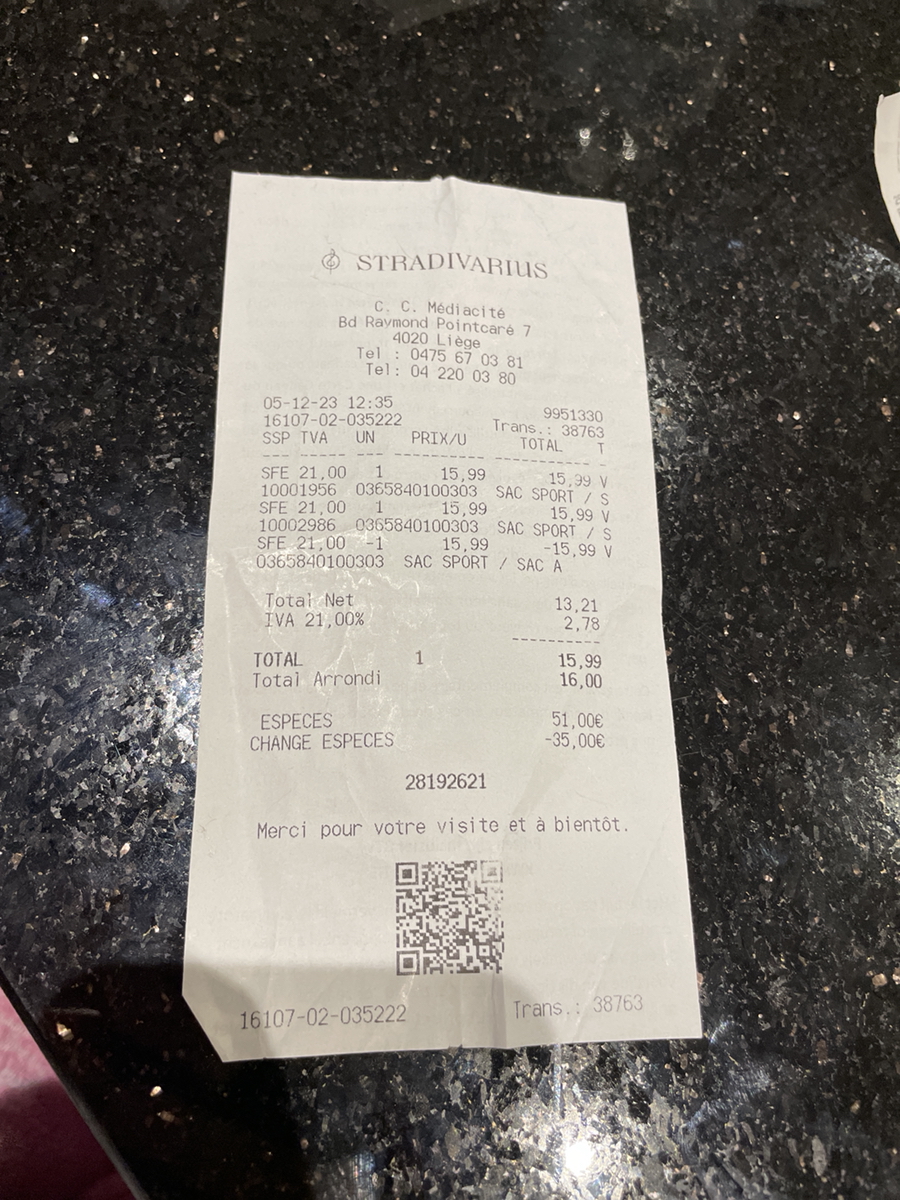 STRADIVARIUS
C. C. Médiacité
Bd Raymond Pointcaré 7
4020 Liège
Tel : 0475 67 03 81
Tel: 04 220 03 80
05-12-23 12:35 9951330
16107-02-035222 Trans.: 38763
SSP TVA UN PRIX/U TOTAL T
--- ----- --- ---------- ---------- -
SFE 21,00 1 15,99 15,99 V
10001956 0365840100303 SAC SPORT / S
SFE 21,00 1 15,99 15,99 V
10002986 0365840100303 SAC SPORT / S
SFE 21,00 -1 15,99 -15,99 V
0365840100303 SAC SPORT / SAC A
Total Net 13,21
IVA 21,00% 2,78
----------
TOTAL 1 15,99
Total Arrondi 16,00
ESPECES 51,00€
CHANGE ESPECES -35,00€
28192621
Merci pour votre visite et à bientôt.
16107-02-035222 Trans.: 38763